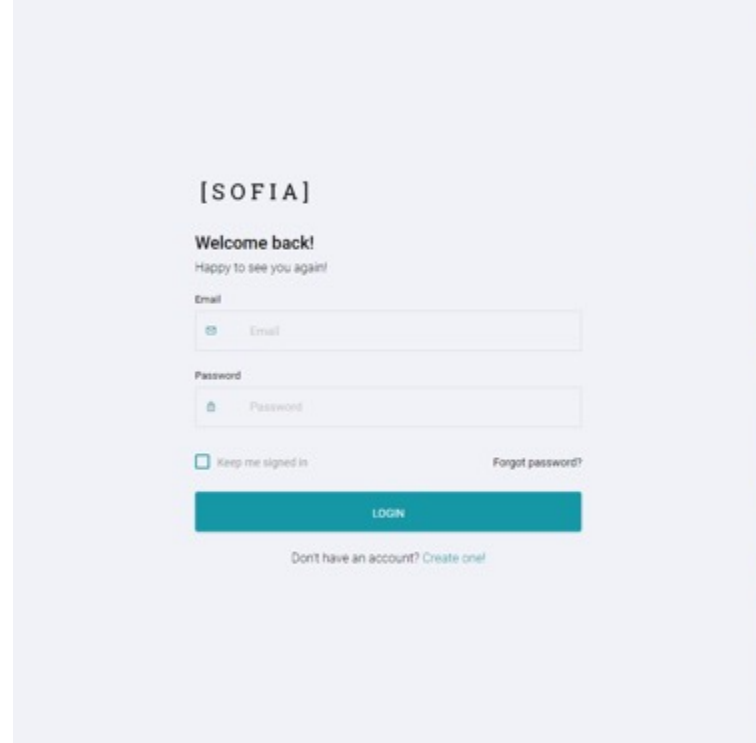 [SOFIA]
Welcome back!
Happy to see you again!
Email
Email
Password
Password
Keep me signed in Forgot password?
LOGIN
Don't have an account? Create one!